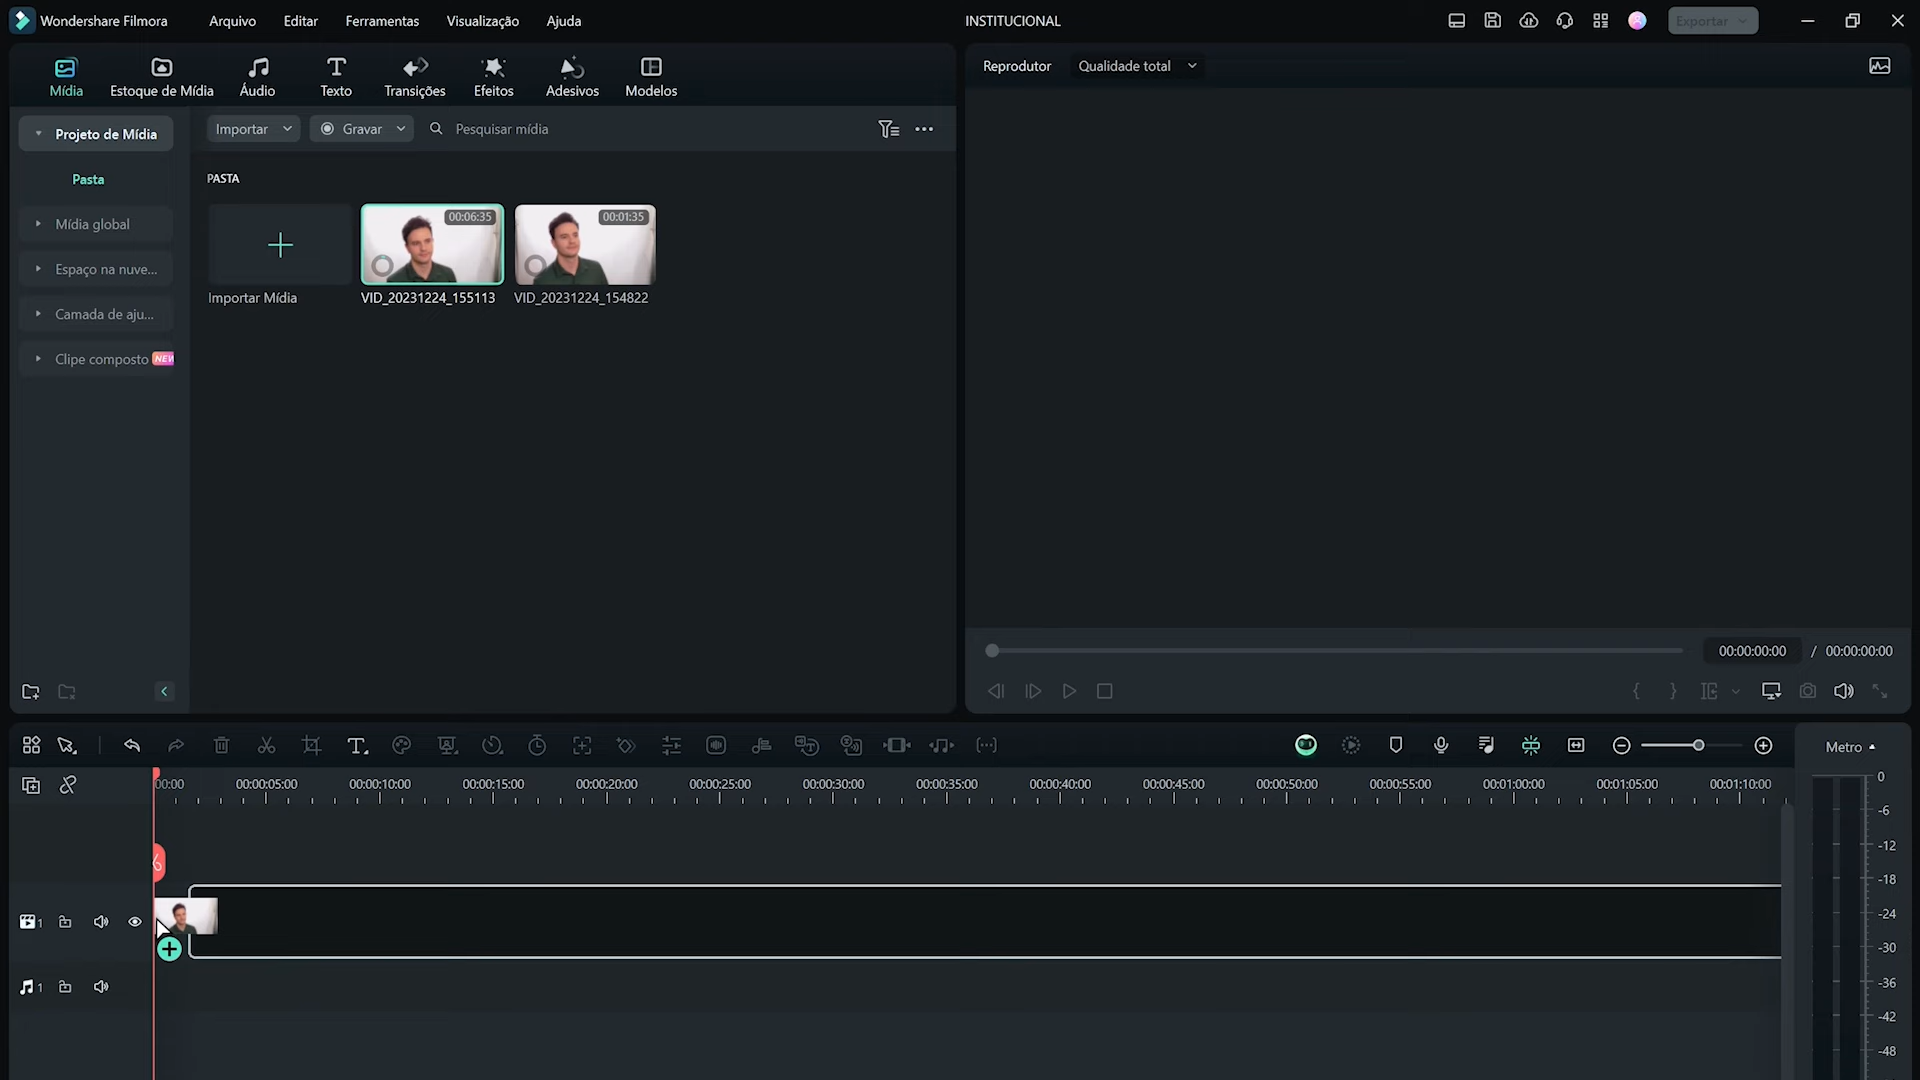 Wondershare Filmora
Arquivo
Editar
Ferramentas
Visualização
Ajuda
INSTITUCIONAL
Exportar
Mídia
Estoque de Mídia
Áudio
Texto
Transições
Efeitos
Adesivos
Modelos
Reprodutor
Qualidade total
Projeto de Mídia
Importar
Gravar
Pesquisar mídia
Pasta
PASTA
Mídia global
Espaço na nuve...
Camada de aju...
Clipe composto NEW
00:06:35
00:01:35
Importar Mídia
VID_20231224_155113
VID_20231224_154822
00:00:00:00 / 00:00:00:00
Metro
00:00
00:00:05:00
00:00:10:00
00:00:15:00
00:00:20:00
00:00:25:00
00:00:30:00
00:00:35:00
00:00:40:00
00:00:45:00
00:00:50:00
00:00:55:00
00:01:00:00
00:01:05:00
00:01:10:00
0
-6
-12
-18
-24
-30
-36
-42
-48
1
1